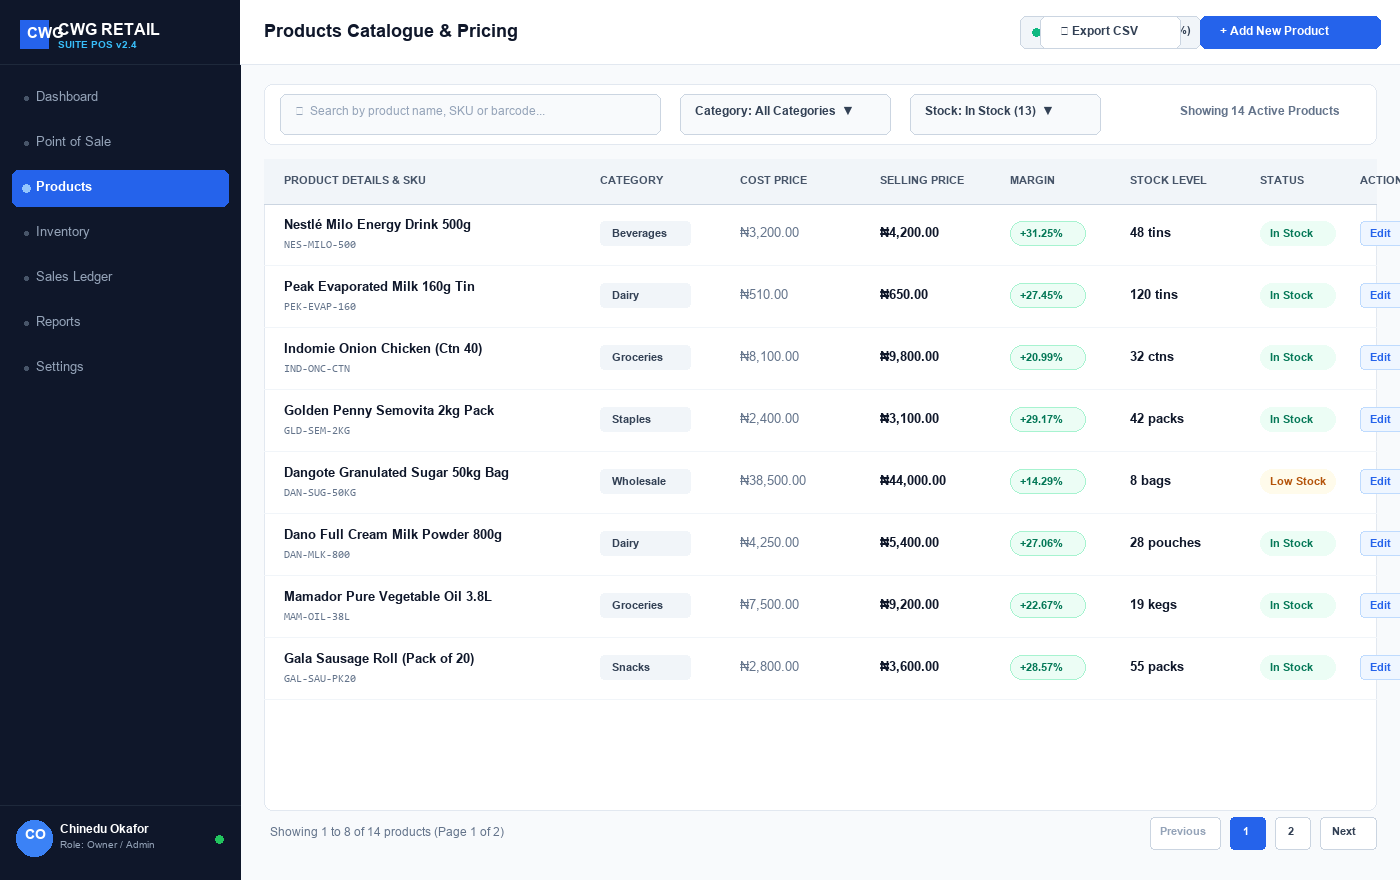 CWG
CWG RETAIL
SUITE POS v2.4
Dashboard
Point of Sale
Products
Inventory
Sales Ledger
Reports
Settings
CO
Chinedu Okafor
Role: Owner / Admin
Products Catalogue & Pricing
Export CSV
%)
+ Add New Product
Search by product name, SKU or barcode...
Category: All Categories ▼
Stock: In Stock (13) ▼
Showing 14 Active Products
PRODUCT DETAILS & SKU CATEGORY COST PRICE SELLING PRICE MARGIN STOCK LEVEL STATUS ACTION
Nestlé Milo Energy Drink 500g
NES-MILO-500
Beverages ₦3,200.00 ₦4,200.00 +31.25% 48 tins In Stock Edit
Peak Evaporated Milk 160g Tin
PEK-EVAP-160
Dairy ₦510.00 ₦650.00 +27.45% 120 tins In Stock Edit
Indomie Onion Chicken (Ctn 40)
IND-ONC-CTN
Groceries ₦8,100.00 ₦9,800.00 +20.99% 32 ctns In Stock Edit
Golden Penny Semovita 2kg Pack
GLD-SEM-2KG
Staples ₦2,400.00 ₦3,100.00 +29.17% 42 packs In Stock Edit
Dangote Granulated Sugar 50kg Bag
DAN-SUG-50KG
Wholesale ₦38,500.00 ₦44,000.00 +14.29% 8 bags Low Stock Edit
Dano Full Cream Milk Powder 800g
DAN-MLK-800
Dairy ₦4,250.00 ₦5,400.00 +27.06% 28 pouches In Stock Edit
Mamador Pure Vegetable Oil 3.8L
MAM-OIL-38L
Groceries ₦7,500.00 ₦9,200.00 +22.67% 19 kegs In Stock Edit
Gala Sausage Roll (Pack of 20)
GAL-SAU-PK20
Snacks ₦2,800.00 ₦3,600.00 +28.57% 55 packs In Stock Edit
Showing 1 to 8 of 14 products (Page 1 of 2)
Previous 1 2 Next